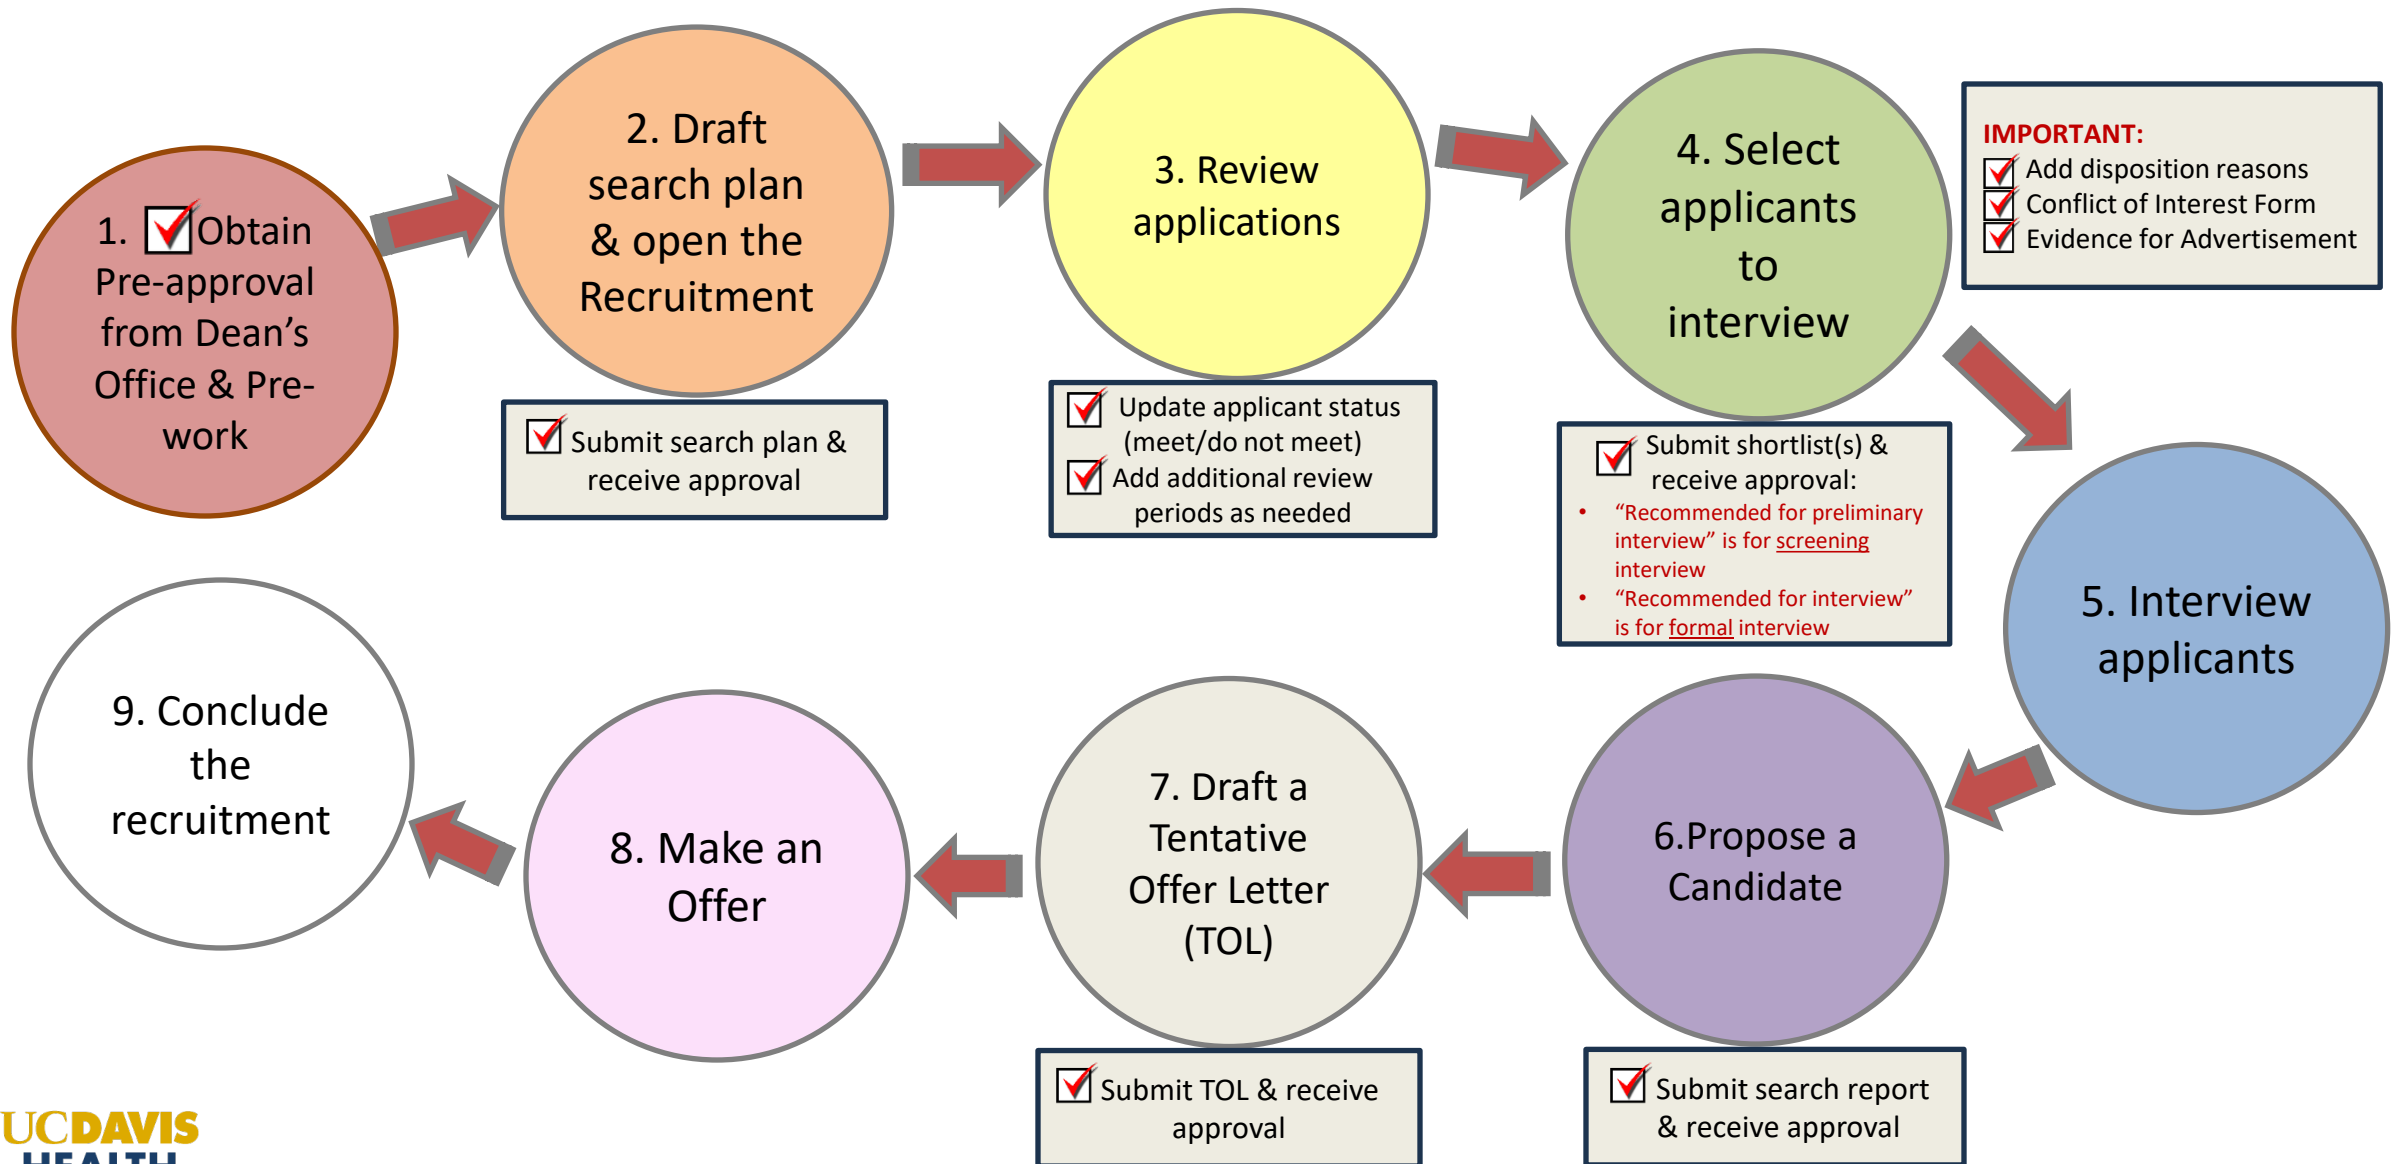 1. Obtain
Pre-approval
from Dean’s
Office & Pre-
work
2. Draft
search plan
& open the
Recruitment
Submit search plan &
receive approval
3. Review
applications
Update applicant status
(meet/do not meet)
Add additional review
periods as needed
4. Select
applicants
to
interview
IMPORTANT:
Add disposition reasons
Conflict of Interest Form
Evidence for Advertisement
Submit shortlist(s) &
receive approval:
• “Recommended for preliminary
interview” is for screening
interview
• “Recommended for interview”
is for formal interview
5. Interview
applicants
6.Propose a
Candidate
Submit search report
& receive approval
7. Draft a
Tentative
Offer Letter
(TOL)
Submit TOL & receive
approval
8. Make an
Offer
9. Conclude
the
recruitment
UCDAVIS
HEALTH